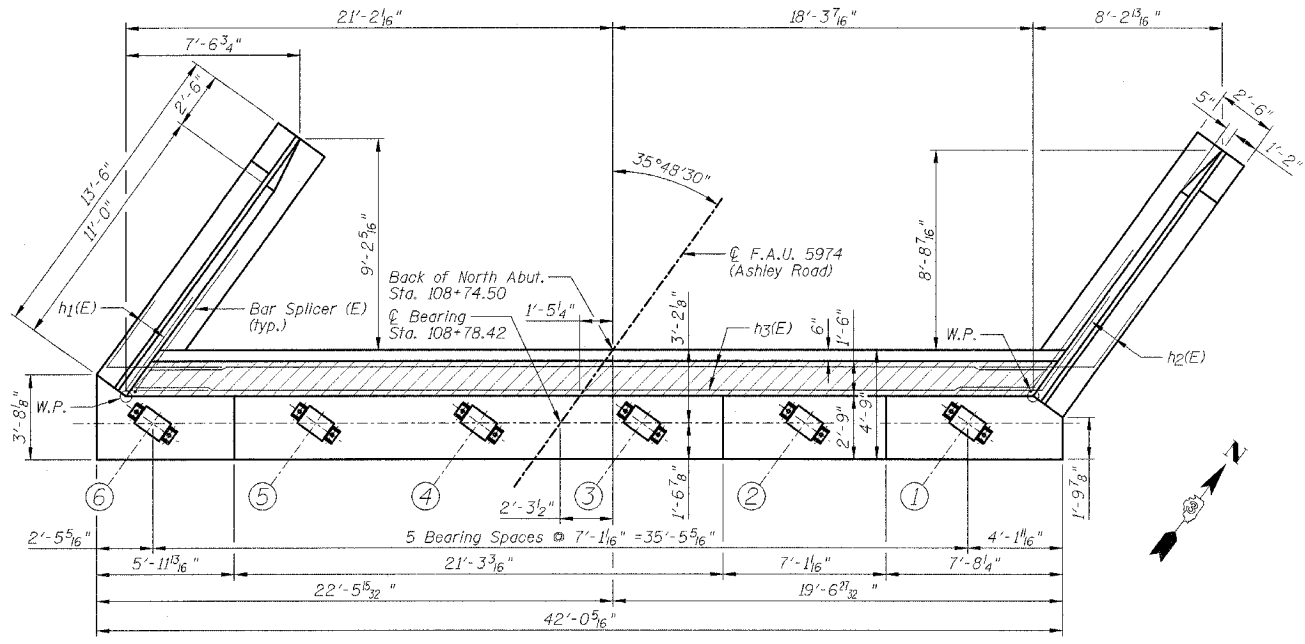 21'-2 1/16"
18'-3 7/16"
8'-2 13/16"
7'-6 3/4"
2'-6"
13'-6"
11'-0"
5"
2'-6"
1'-2"
35°48'30"
9'-2 5/16"
8'-8 7/16"
℄ F.A.U. 5974
(Ashley Road)
Back of North Abut.
Sta. 108+74.50
℄ Bearing
Sta. 108+78.42
1'-5 1/4"
3'-2 1/8"
h1(E)
Bar Splicer (E)
(typ.)
h3(E)
6"
1'-6"
W.P.
h2(E)
W.P.
3'-8 1/8"
2'-9"
4'-9"
1'-6 7/8"
1'-9 7/8"
N
6
5
4
3
2
1
2'-3 1/2"
2'-5 5/16"
5 Bearing Spaces @ 7'-1 1/16" =35'-5 5/16"
4'-1 11/16"
5'-11 13/16"
21'-3 3/16"
7'-1 1/16"
7'-8 1/4"
22'-5 15/32 "
19'-6 27/32 "
42'-0 5/16"